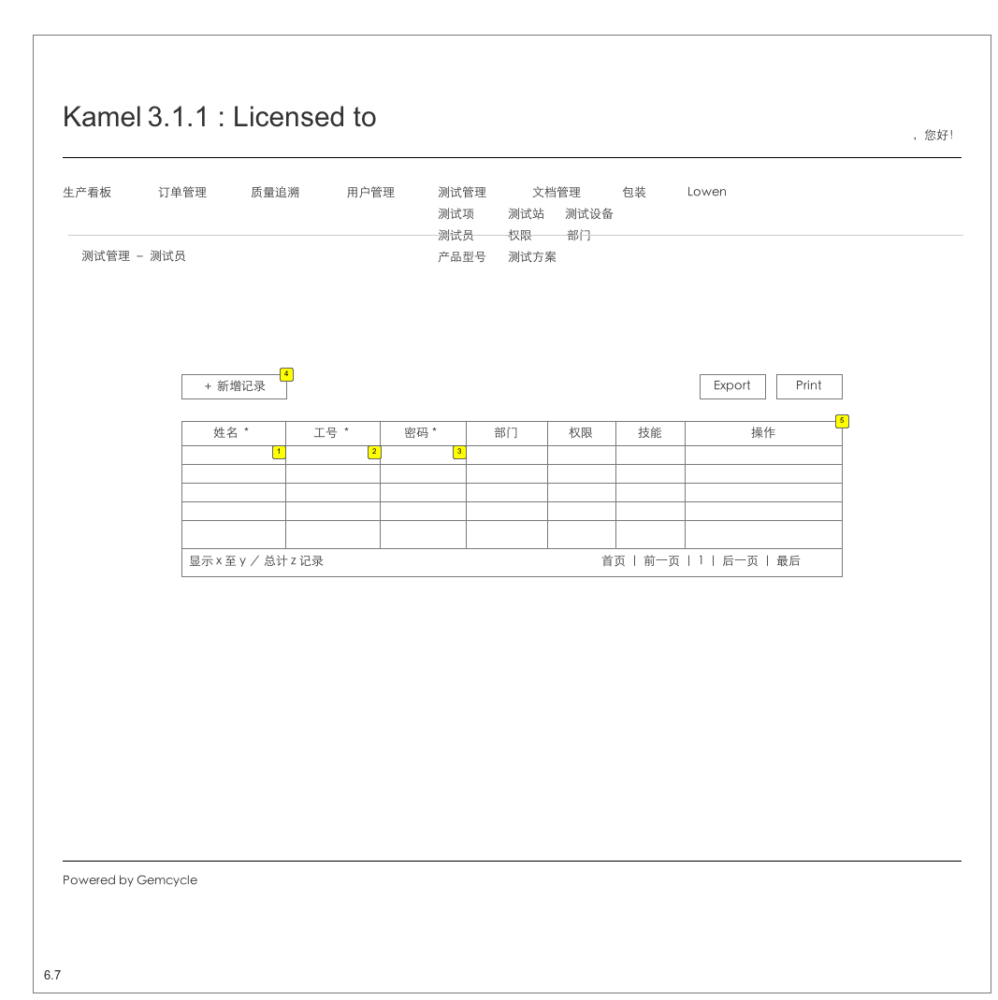 Kamel 3.1.1 : Licensed to
，您好!
生产看板 订单管理 质量追溯 用户管理 测试管理 文档管理 包装 Lowen
测试项 测试站 测试设备
测试员 权限 部门
测试管理 – 测试员
产品型号 测试方案
+ 新增记录 4
Export Print
姓名 * 工号 * 密码 * 部门 权限 技能 操作 5
1 2 3
显示 x 至 y ／ 总计 z 记录 首页 | 前一页 | 1 | 后一页 | 最后
Powered by Gemcycle
6.7